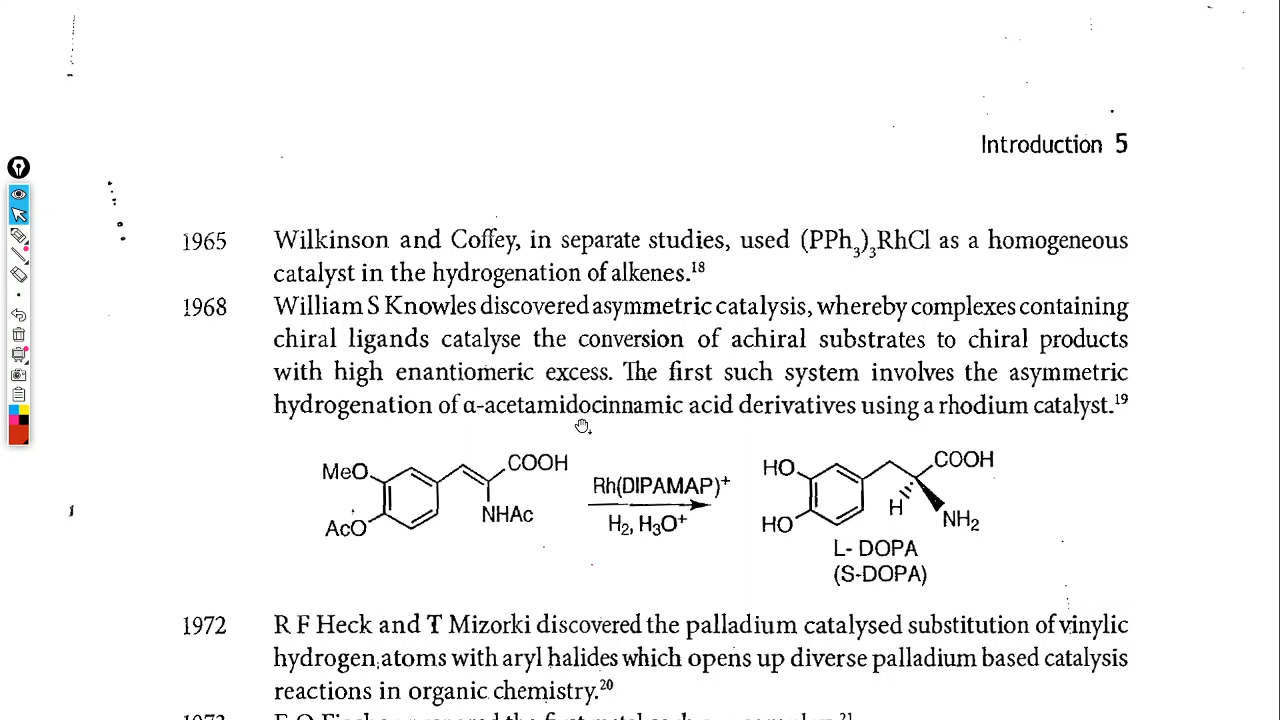 Introduction 5
1965 Wilkinson and Coffey, in separate studies, used (PPh₃)₃RhCl as a homogeneous
catalyst in the hydrogenation of alkenes.¹⁸
1968 William S Knowles discovered asymmetric catalysis, whereby complexes containing
chiral ligands catalyse the conversion of achiral substrates to chiral products
with high enantiomeric excess. The first such system involves the asymmetric
hydrogenation of α-acetamidocinnamic acid derivatives using a rhodium catalyst.¹⁹
MeO COOH Rh(DIPAMAP)⁺ HO COOH
AcO NHAc H₂, H₃O⁺ HO H NH₂
L- DOPA
(S-DOPA)
1972 R F Heck and T Mizorki discovered the palladium catalysed substitution of vinylic
hydrogen atoms with aryl halides which opens up diverse palladium based catalysis
reactions in organic chemistry.²⁰